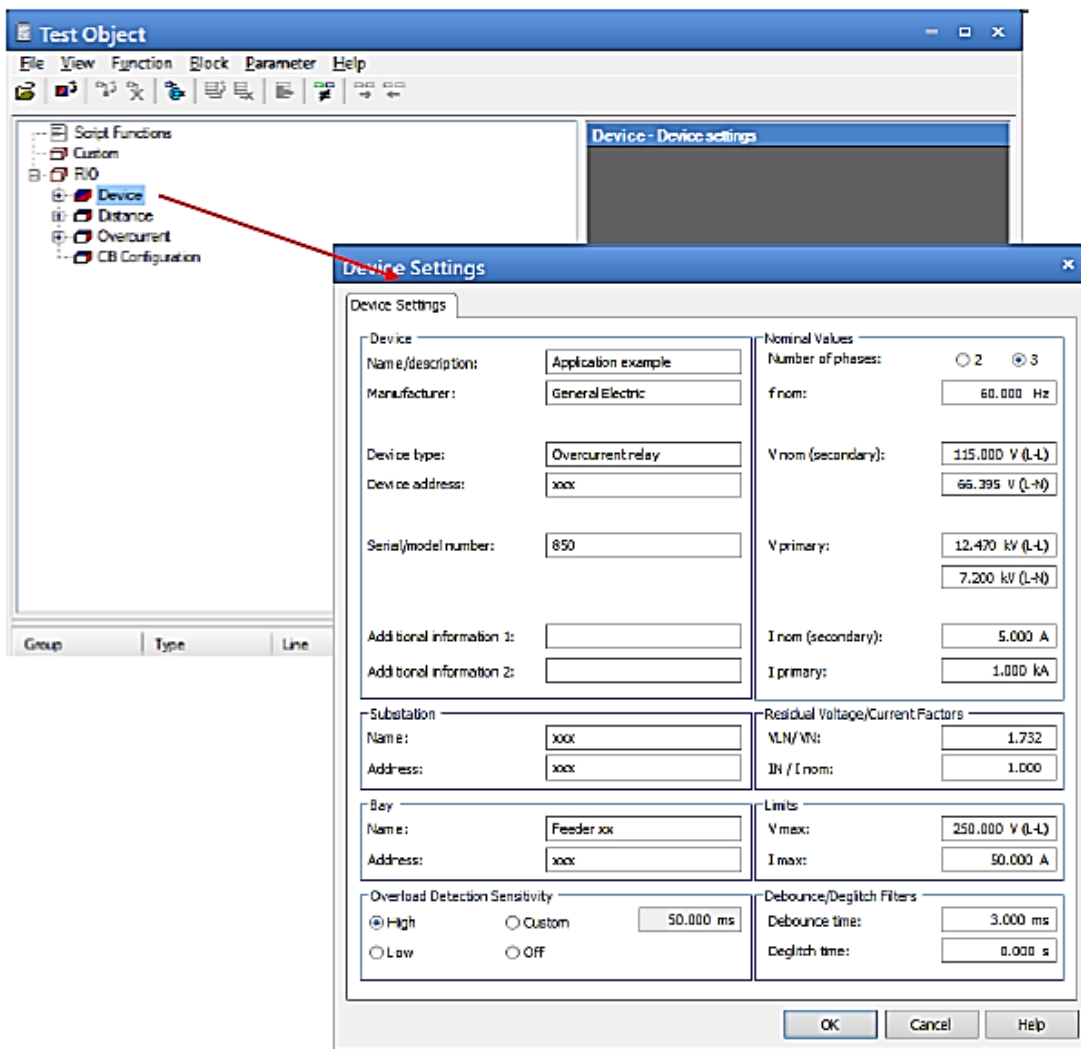 Test Object
File View Function Block Parameter Help
Script Functions
Custom
RIO
Device
Distance
Overcurrent
CB Configuration
Device - Device settings
Group Type Line
Device Settings
Device Settings
Device
Name/description: Application example
Manufacturer: General Electric
Device type: Overcurrent relay
Device address: xxx
Serial/model number: 850
Additional information 1:
Additional information 2:
Nominal Values
Number of phases: 2 3
f nom: 60.000 Hz
V nom (secondary): 115.000 V (L-L)
66.395 V (L-N)
V primary: 12.470 kV (L-L)
7.200 kV (L-N)
I nom (secondary): 5.000 A
I primary: 1.000 kA
Substation
Name: xxx
Address: xxx
Residual Voltage/Current Factors
VLN/ VN: 1.732
IN / I nom: 1.000
Bay
Name: Feeder xx
Address: xxx
Limits
V max: 250.000 V (L-L)
I max: 50.000 A
Overload Detection Sensitivity
High Custom 50.000 ms
Low Off
Debounce/Deglitch Filters
Debounce time: 3.000 ms
Deglitch time: 0.000 s
OK Cancel Help